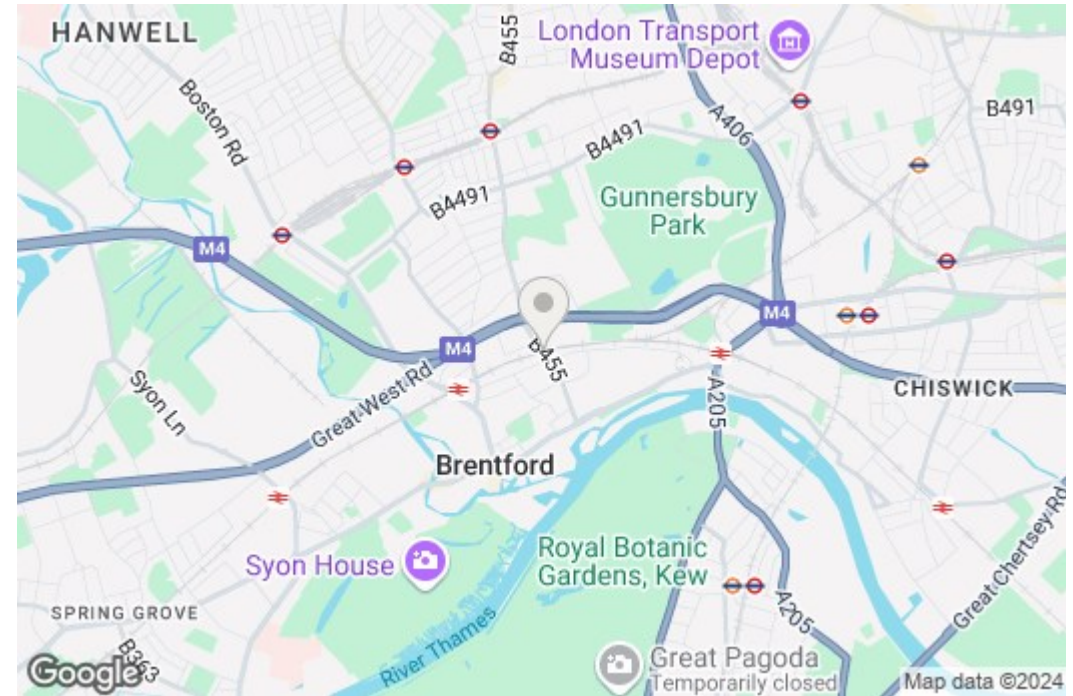 HANWELL
B455
London Transport
Museum Depot
B491
Boston Rd
A406
B4491
B4491
Gunnersbury
Park
M4
M4
M4
B455
Great West Rd
A205
CHISWICK
Syon Ln
Brentford
Syon House
Royal Botanic
Gardens, Kew
Great Chertsey Rd
A205
SPRING GROVE
B363
River Thames
Great Pagoda
Temporarily closed
Google
Map data ©2024